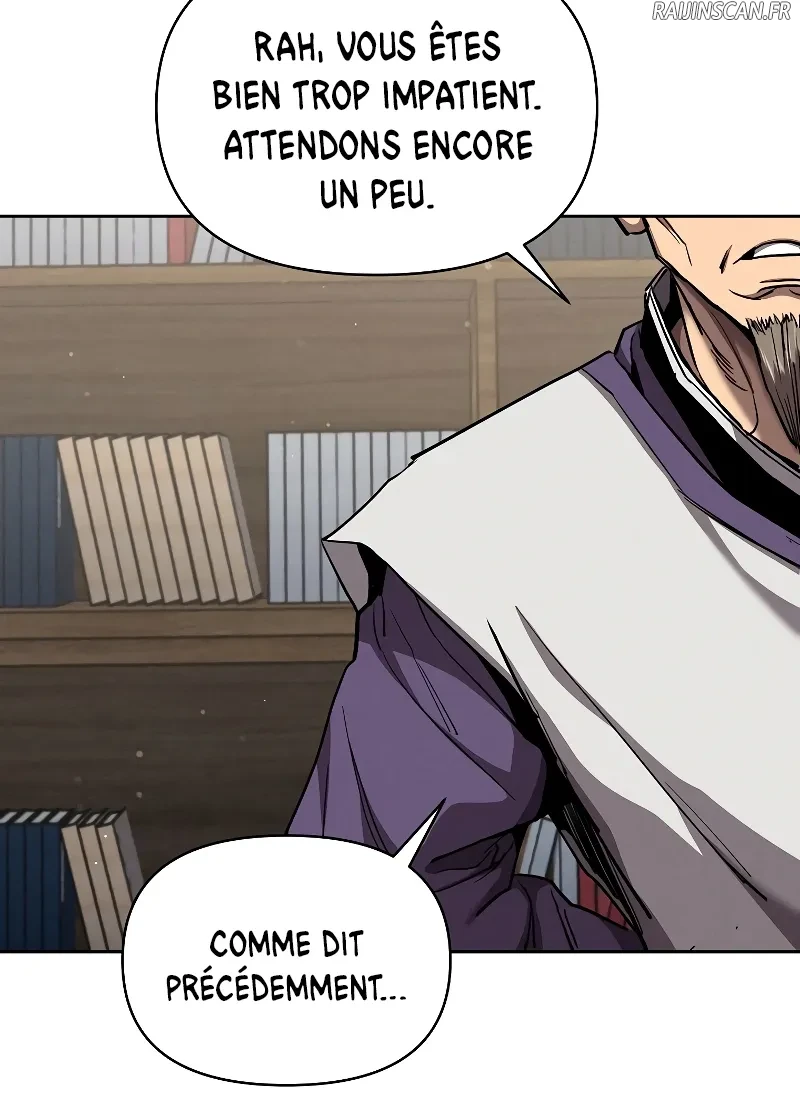 RAIJINSCAN.FR
RAH, VOUS ÊTES
BIEN TROP IMPATIENT.
ATTENDONS ENCORE
UN PEU.
COMME DIT
PRÉCÉDEMMENT...